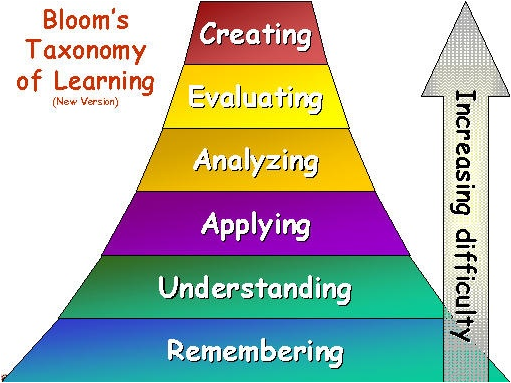 Bloom's
Taxonomy
of Learning
(New Version)
Creating
Evaluating
Analyzing
Applying
Understanding
Remembering
Increasing difficulty